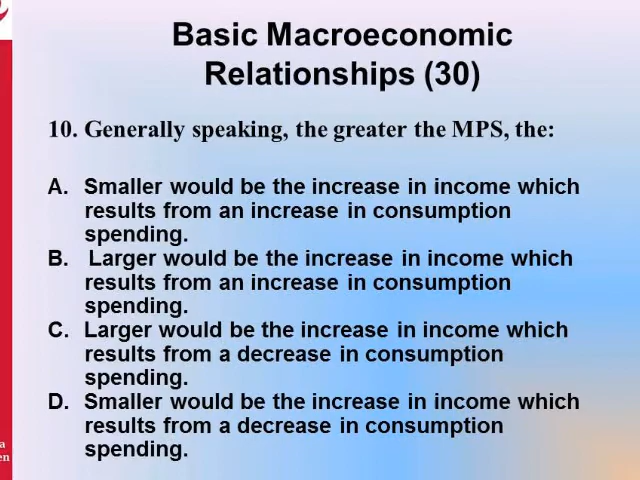 Basic Macroeconomic
Relationships (30)
10. Generally speaking, the greater the MPS, the:
A. Smaller would be the increase in income which
results from an increase in consumption
spending.
B. Larger would be the increase in income which
results from an increase in consumption
spending.
C. Larger would be the increase in income which
results from a decrease in consumption
spending.
D. Smaller would be the increase in income which
results from a decrease in consumption
spending.
a
en